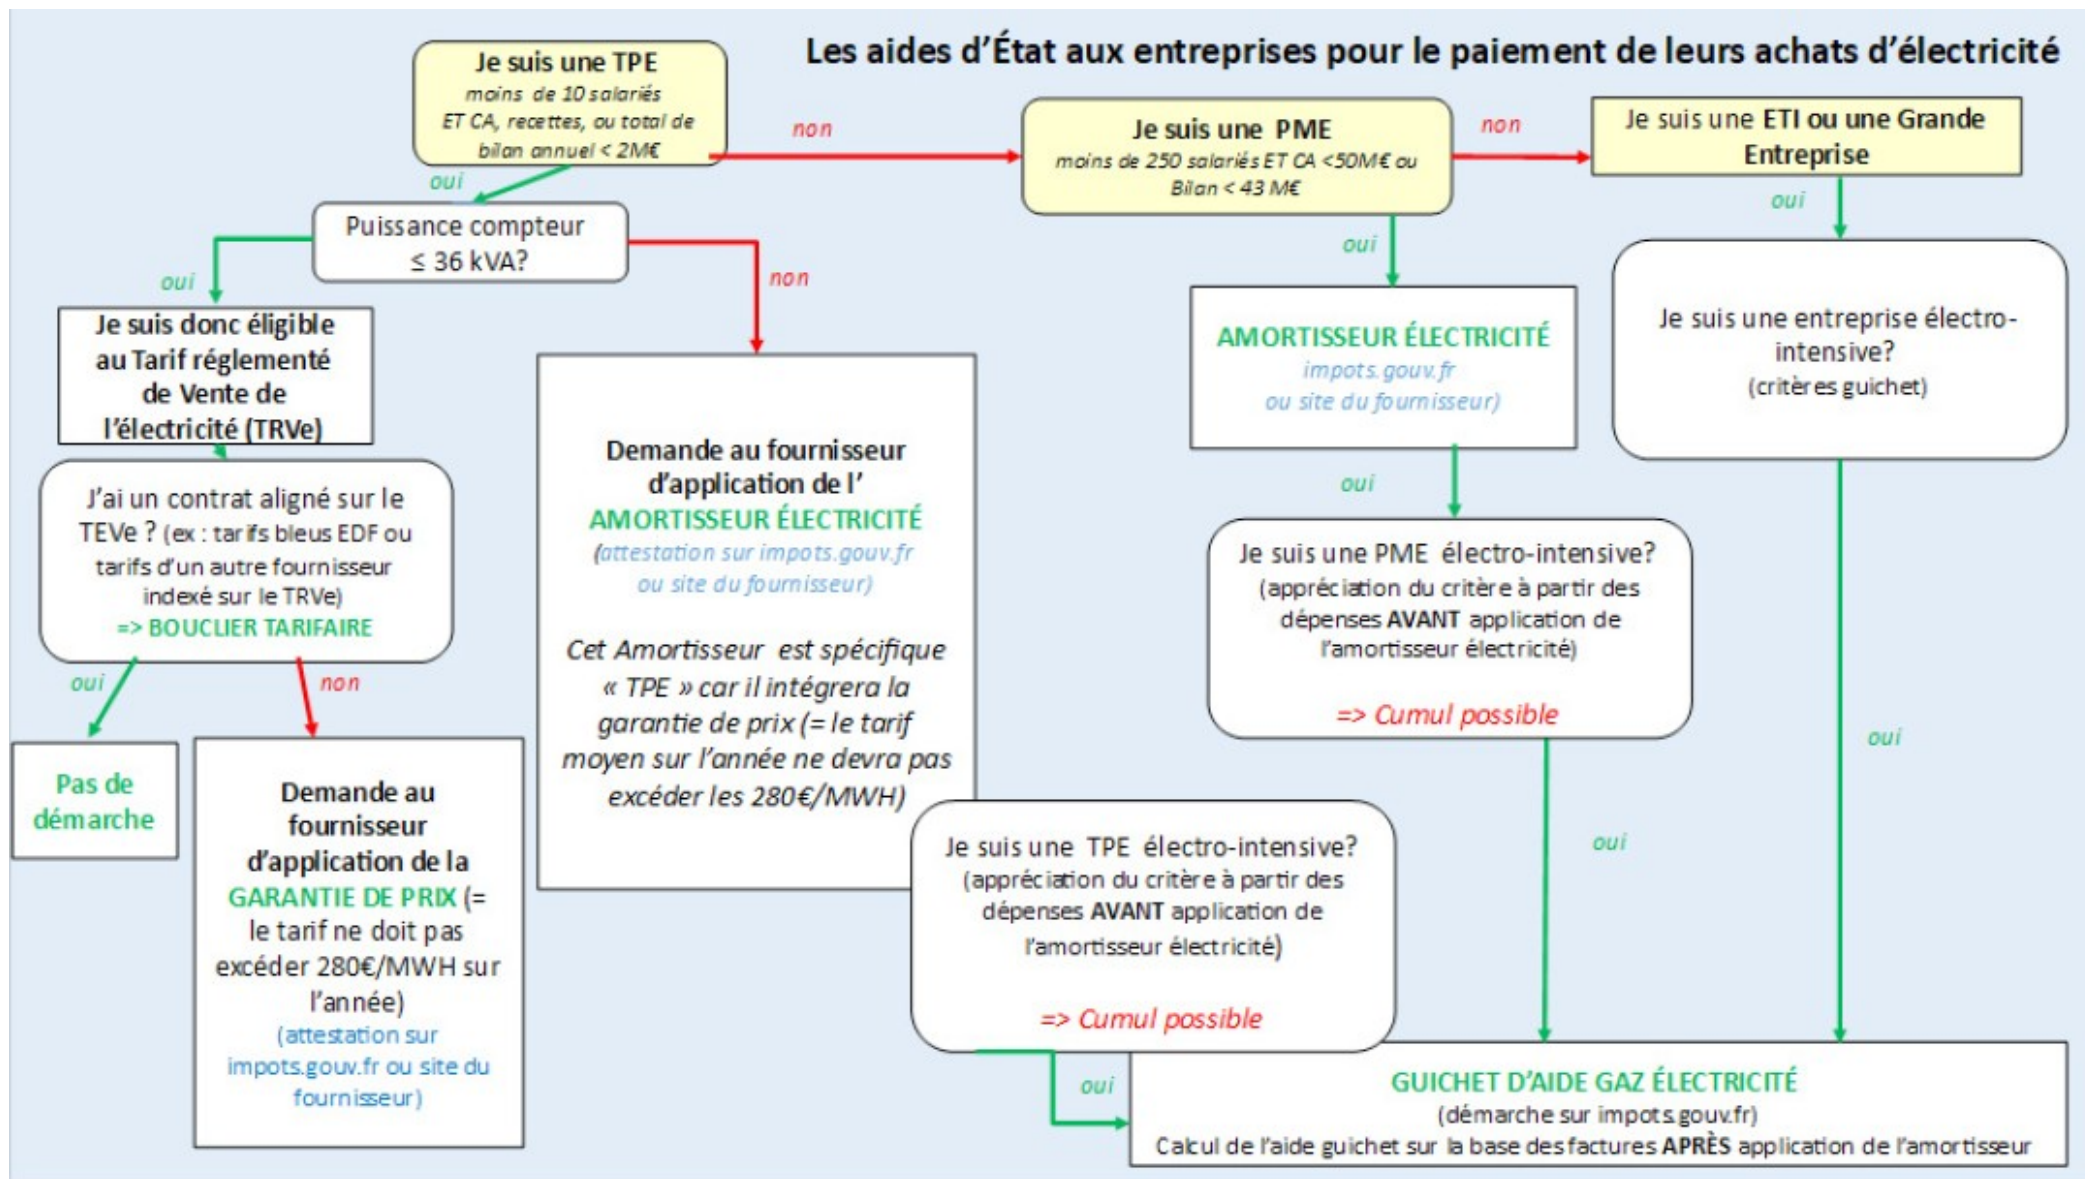 Les aides d'État aux entreprises pour le paiement de leurs achats d'électricité
Je suis une TPE
moins de 10 salariés
ET CA, recettes, ou total de
bilan annuel < 2M€
non
Je suis une PME
moins de 250 salariés ET CA <50M€ ou
Bilan < 43 M€
non
Je suis une ETI ou une Grande
Entreprise
oui
Puissance compteur
≤ 36 kVA?
oui
non
Je suis donc éligible
au Tarif réglementé
de Vente de
l'électricité (TRVe)
J'ai un contrat aligné sur le
TEVe ? (ex : tarifs bleus EDF ou
tarifs d'un autre fournisseur
indexé sur le TRVe)
=> BOUCLIER TARIFAIRE
oui
non
Pas de
démarche
Demande au
fournisseur
d'application de la
GARANTIE DE PRIX (=
le tarif ne doit pas
excéder 280€/MWH sur
l'année)
(attestation sur
impots.gouv.fr ou site du
fournisseur)
Demande au fournisseur
d'application de l'
AMORTISSEUR ÉLECTRICITÉ
(attestation sur impots.gouv.fr
ou site du fournisseur)
Cet Amortisseur est spécifique
« TPE » car il intégrera la
garantie de prix (= le tarif
moyen sur l'année ne devra pas
excéder les 280€/MWH)
Je suis une TPE électro-intensive?
(appréciation du critère à partir des
dépenses AVANT application de
l'amortisseur électricité)
=> Cumul possible
oui
oui
AMORTISSEUR ÉLECTRICITÉ
impots.gouv.fr
ou site du fournisseur)
oui
Je suis une PME électro-intensive?
(appréciation du critère à partir des
dépenses AVANT application de
l'amortisseur électricité)
=> Cumul possible
oui
oui
Je suis une entreprise électro-
intensive?
(critères guichet)
oui
GUICHET D'AIDE GAZ ÉLECTRICITÉ
(démarche sur impots.gouv.fr)
Calcul de l'aide guichet sur la base des factures APRÈS application de l'amortisseur